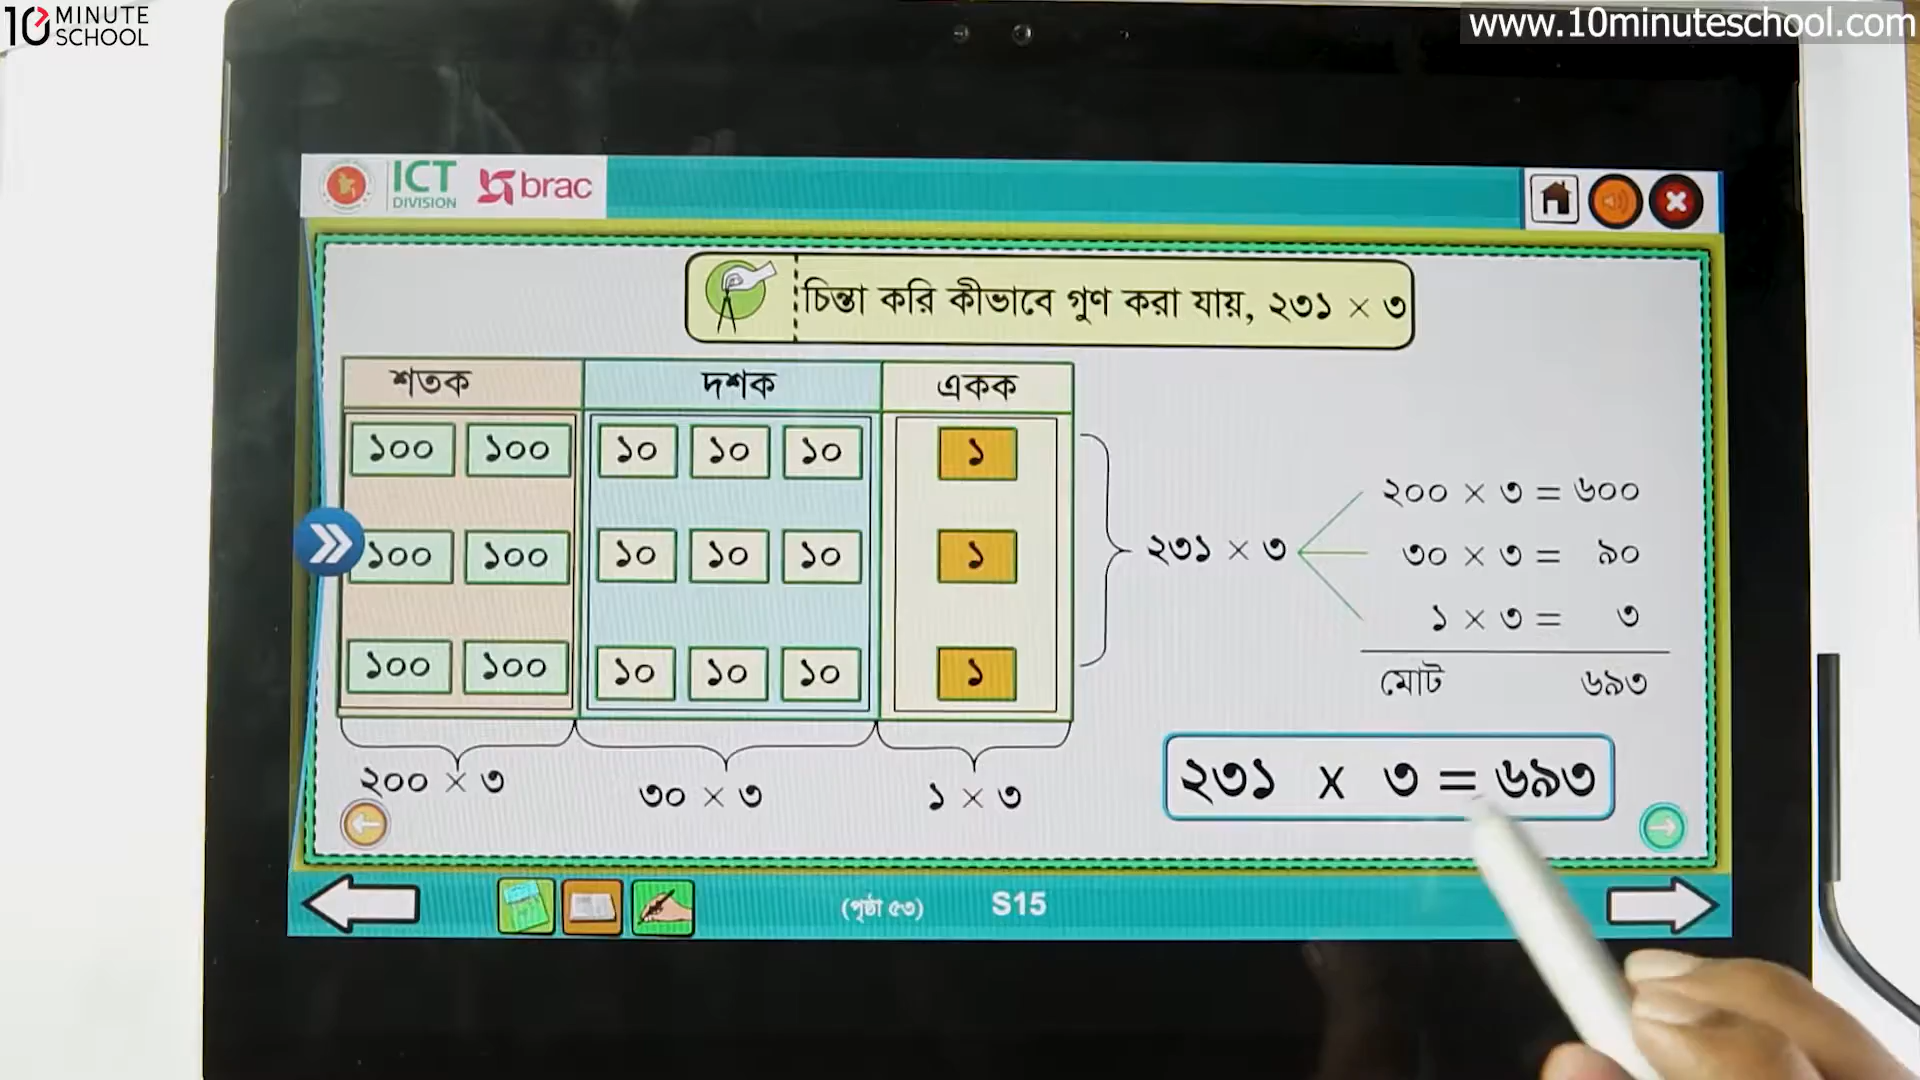 10 MINUTE SCHOOL
www.10minuteschool.com
ICT DIVISION
brac
চিন্তা করি কীভাবে গুণ করা যায়, ২৩১ × ৩
শতক দশক একক
১০০ ১০০ ১০ ১০ ১০ ১
১০০ ১০০ ১০ ১০ ১০ ১
১০০ ১০০ ১০ ১০ ১০ ১
২০০ × ৩ ৩০ × ৩ ১ × ৩
২৩১ × ৩
২০০ × ৩ = ৬০০
৩০ × ৩ = ৯০
১ × ৩ = ৩
মোট ৬৯৩
২৩১ x ৩ = ৬৯৩
(পৃষ্ঠা ৫৩) S15